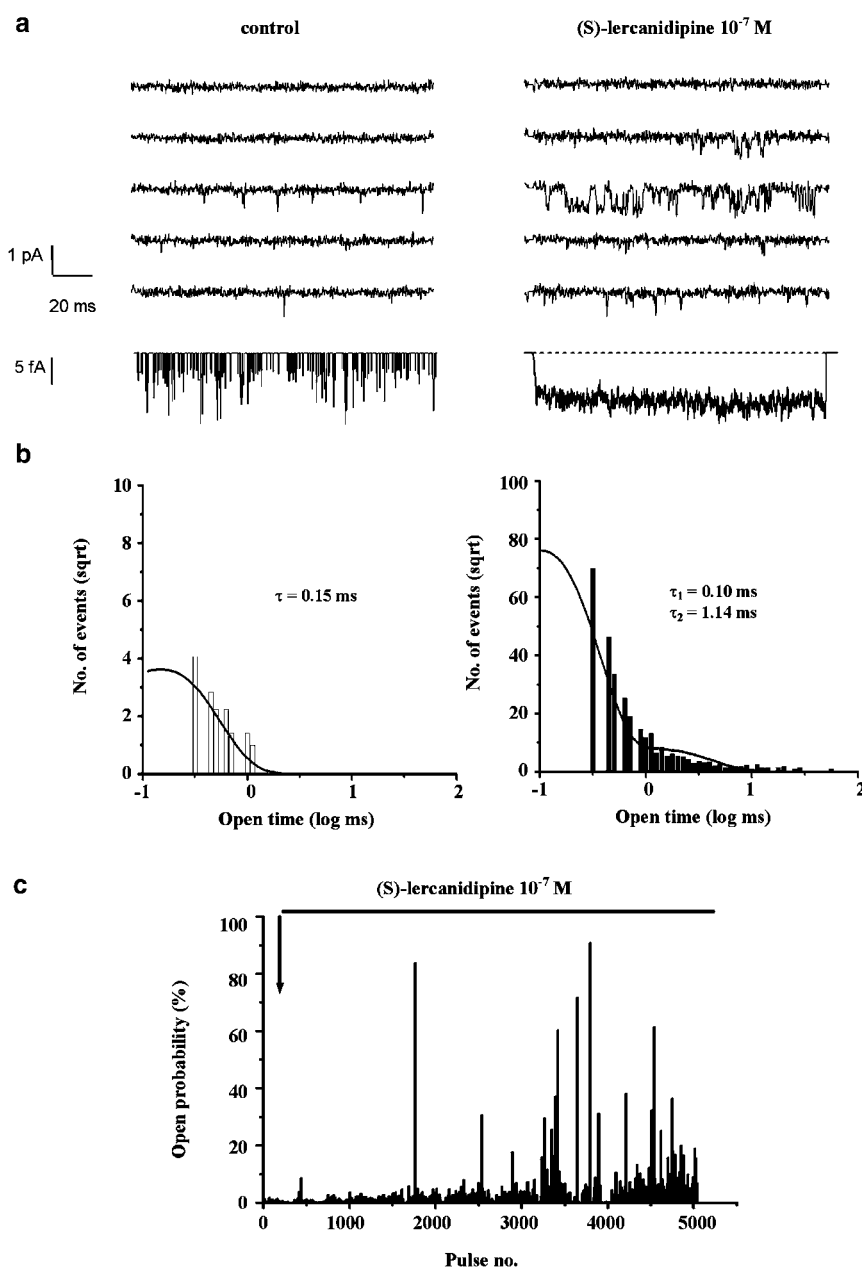 a
control
(S)-lercanidipine 10⁻⁷ M
1 pA
20 ms
5 fA
b
10
8
6
4
2
0
-1
0
1
2
No. of events (sqrt)
Open time (log ms)
τ = 0.15 ms
100
80
60
40
20
0
-1
0
1
2
No. of events (sqrt)
Open time (log ms)
τ₁ = 0.10 ms
τ₂ = 1.14 ms
c
(S)-lercanidipine 10⁻⁷ M
100
80
60
40
20
0
0
1000
2000
3000
4000
5000
Open probability (%)
Pulse no.